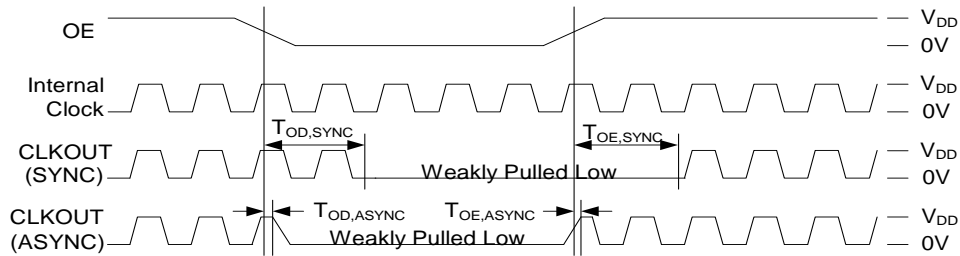 OE
V_DD
0V
Internal
Clock
V_DD
0V
T_OD,SYNC
T_OE,SYNC
CLKOUT
(SYNC)
Weakly Pulled Low
V_DD
0V
CLKOUT
(ASYNC)
T_OD,ASYNC
T_OE,ASYNC
Weakly Pulled Low
V_DD
0V